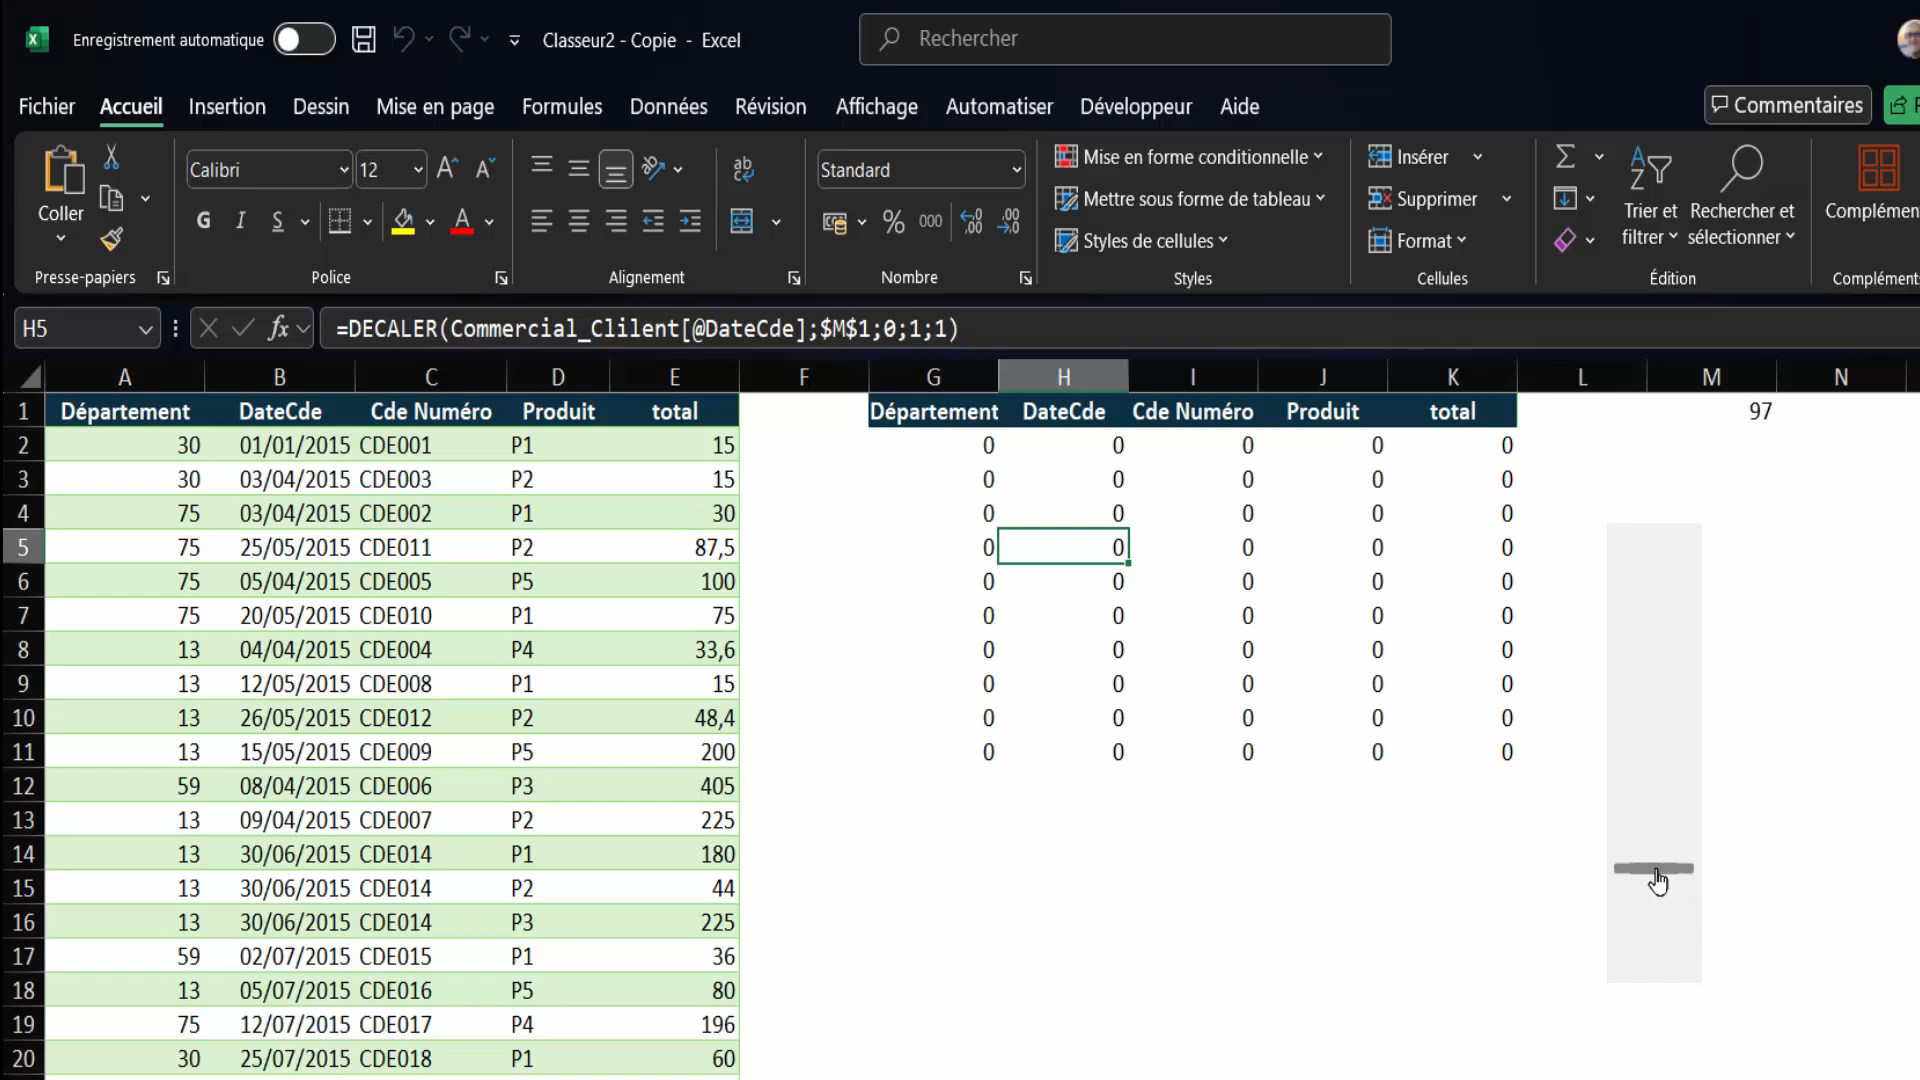 Enregistrement automatique Classeur2 - Copie - Excel Rechercher
Fichier Accueil Insertion Dessin Mise en page Formules Données Révision Affichage Automatiser Développeur Aide Commentaires
Coller
Presse-papiers
Calibri 12
G I S A
Police
ab
Alignement
Standard
% 000
Nombre
Mise en forme conditionnelle
Mettre sous forme de tableau
Styles de cellules
Styles
Insérer
Supprimer
Format
Cellules
Trier et filtrer
Rechercher et sélectionner
Édition
Complémen
Complément
H5 fx =DECALER(Commercial_Clilent[@DateCde];$M$1;0;1;1)
A B C D E F G H I J K L M N
1 Département DateCde Cde Numéro Produit total Département DateCde Cde Numéro Produit total 97
2 30 01/01/2015 CDE001 P1 15 0 0 0 0 0
3 30 03/04/2015 CDE003 P2 15 0 0 0 0 0
4 75 03/04/2015 CDE002 P1 30 0 0 0 0 0
5 75 25/05/2015 CDE011 P2 87,5 0 0 0 0 0
6 75 05/04/2015 CDE005 P5 100 0 0 0 0 0
7 75 20/05/2015 CDE010 P1 75 0 0 0 0 0
8 13 04/04/2015 CDE004 P4 33,6 0 0 0 0 0
9 13 12/05/2015 CDE008 P1 15 0 0 0 0 0
10 13 26/05/2015 CDE012 P2 48,4 0 0 0 0 0
11 13 15/05/2015 CDE009 P5 200 0 0 0 0 0
12 59 08/04/2015 CDE006 P3 405
13 13 09/04/2015 CDE007 P2 225
14 13 30/06/2015 CDE014 P1 180
15 13 30/06/2015 CDE014 P2 44
16 13 30/06/2015 CDE014 P3 225
17 59 02/07/2015 CDE015 P1 36
18 13 05/07/2015 CDE016 P5 80
19 75 12/07/2015 CDE017 P4 196
20 30 25/07/2015 CDE018 P1 60